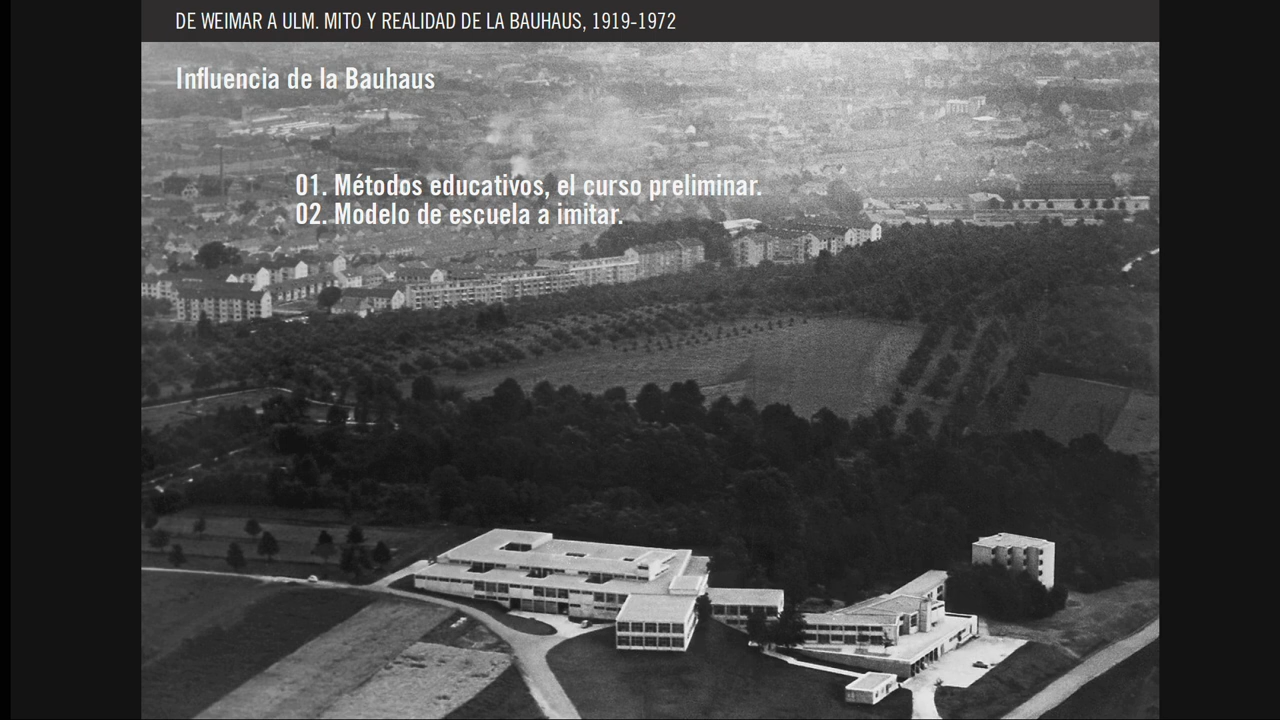 DE WEIMAR A ULM. MITO Y REALIDAD DE LA BAUHAUS, 1919-1972
Influencia de la Bauhaus
01. Métodos educativos, el curso preliminar.
02. Modelo de escuela a imitar.